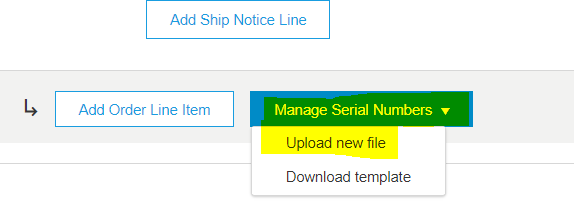 Add Ship Notice Line
Add Order Line Item
Manage Serial Numbers
Upload new file
Download template